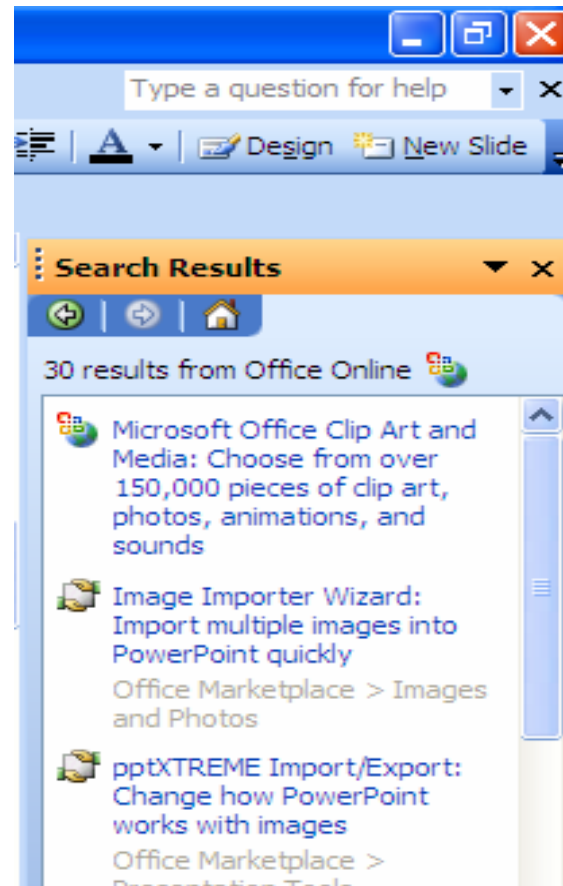 Type a question for help
A Design New Slide
Search Results
30 results from Office Online
Microsoft Office Clip Art and
Media: Choose from over
150,000 pieces of clip art,
photos, animations, and
sounds
Image Importer Wizard:
Import multiple images into
PowerPoint quickly
Office Marketplace > Images
and Photos
pptXTREME Import/Export:
Change how PowerPoint
works with images
Office Marketplace >
Presentation Tools